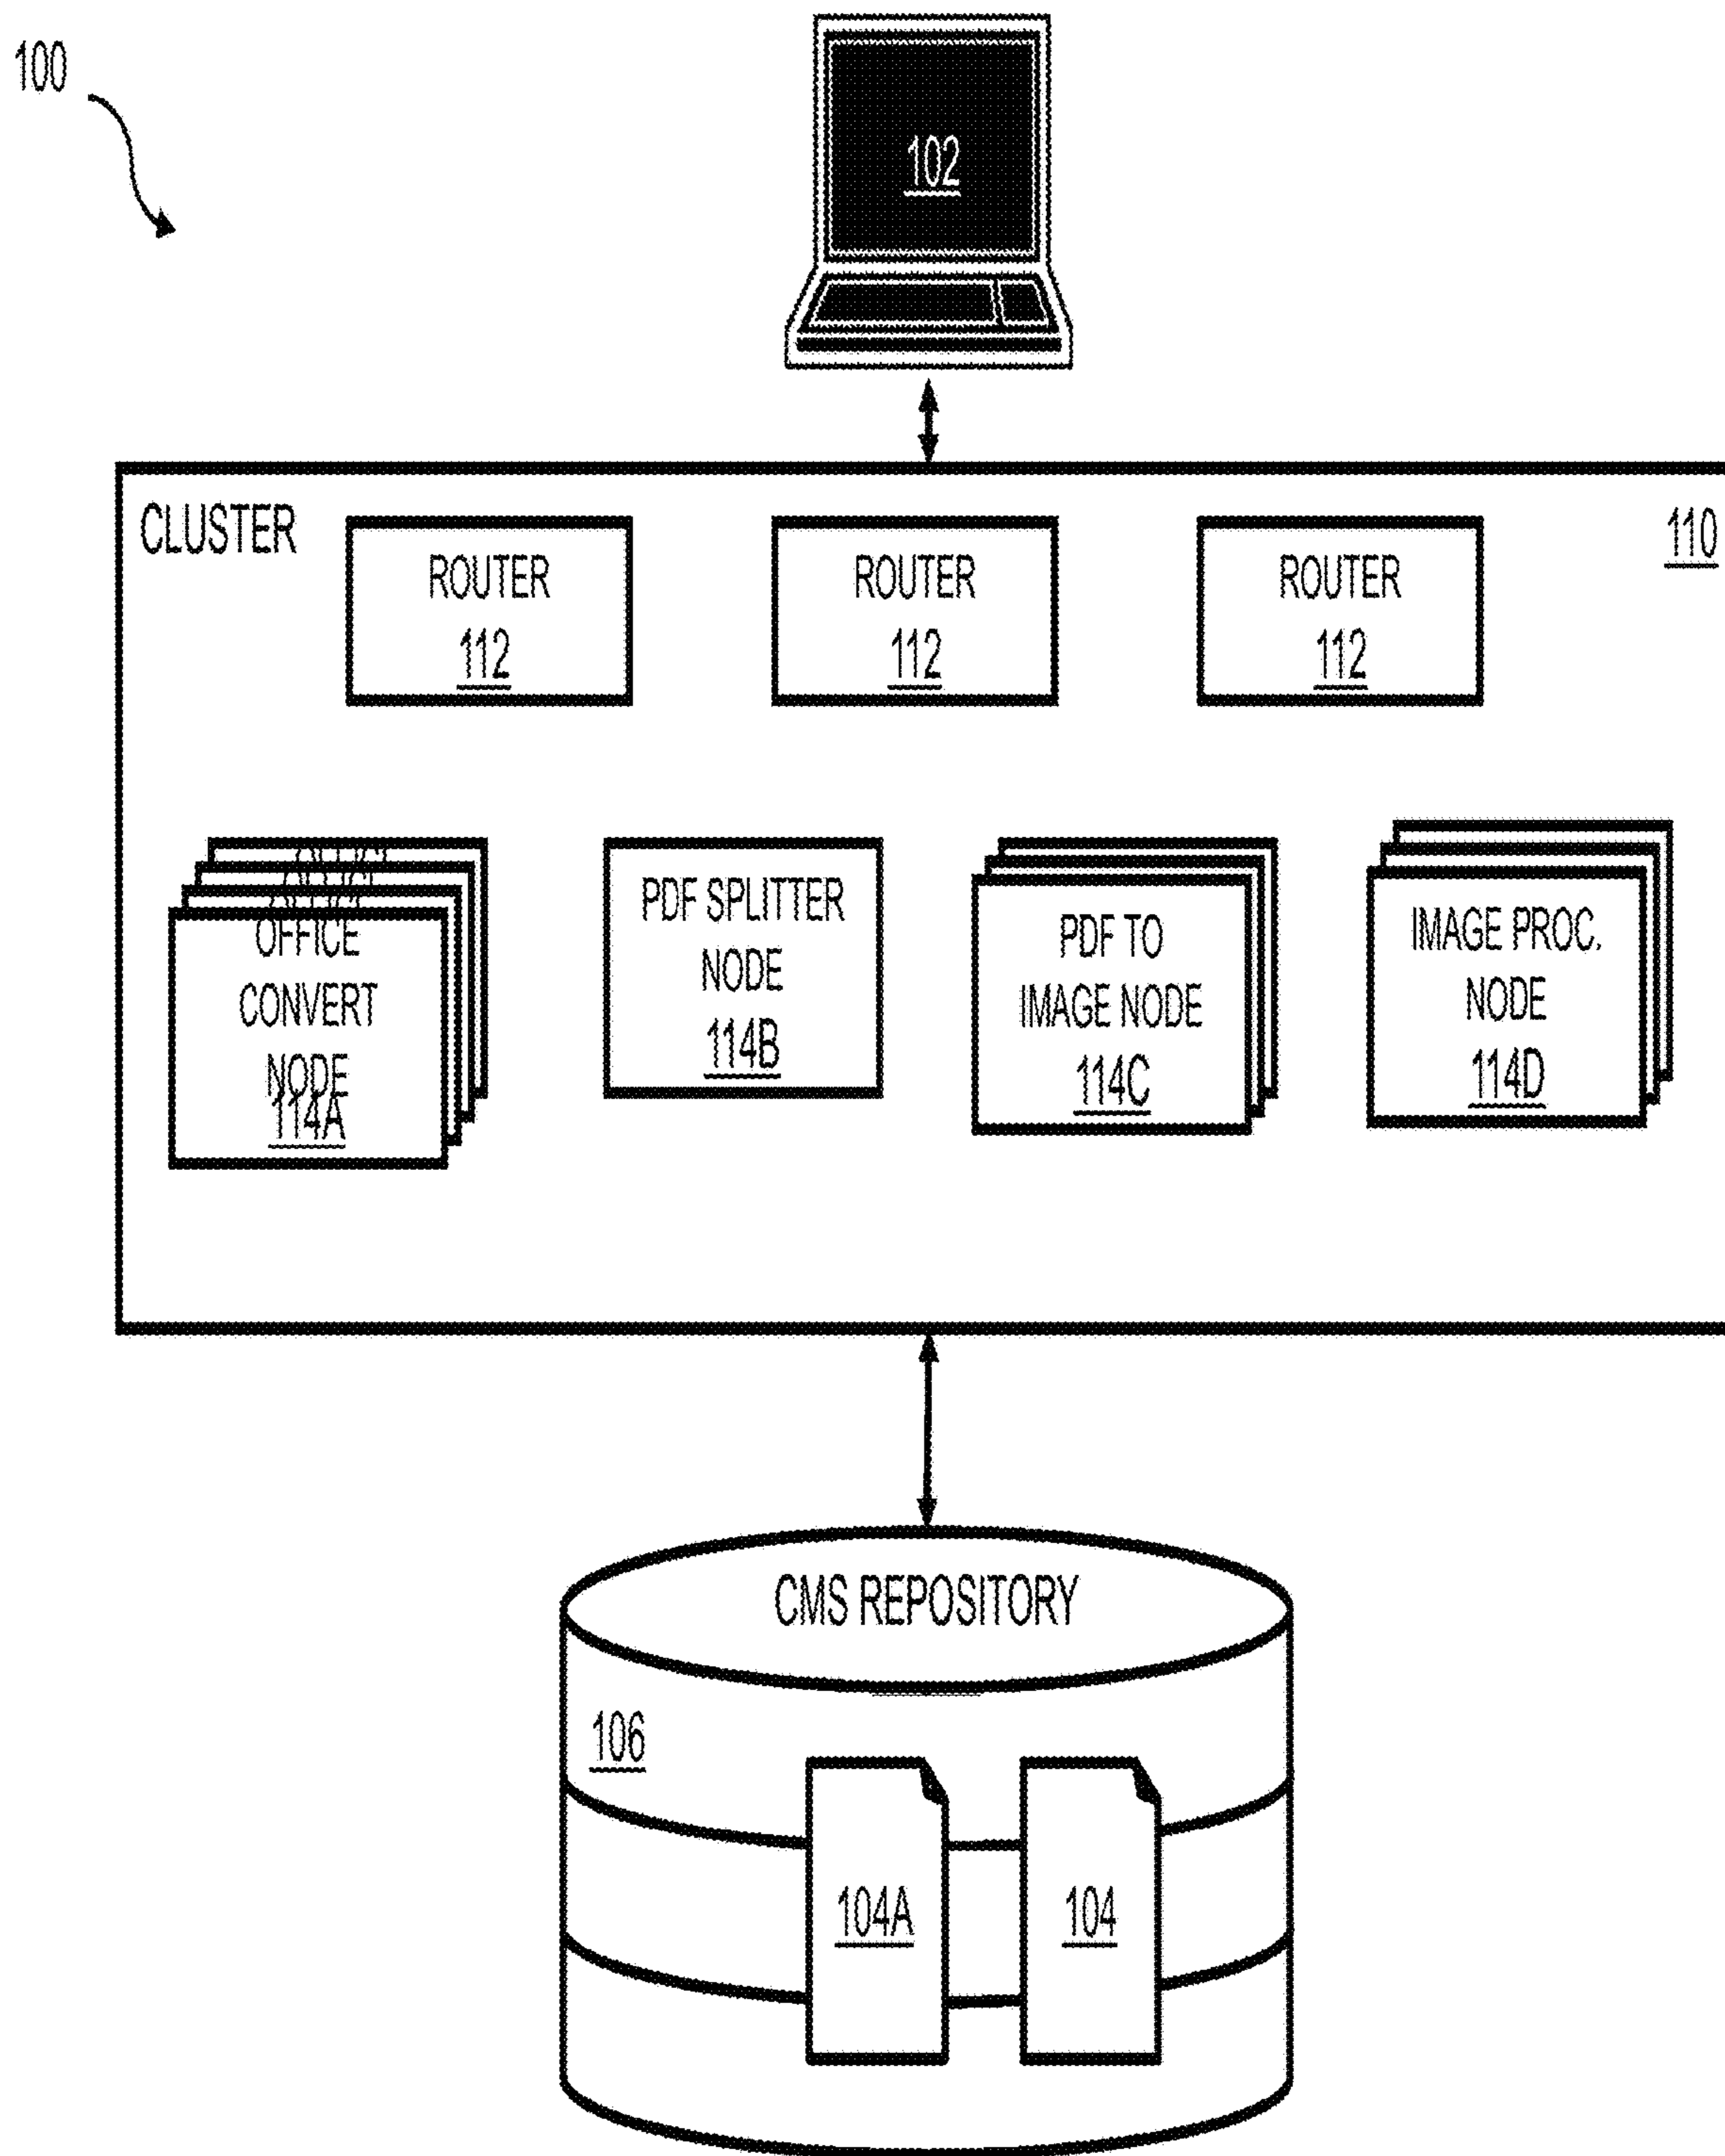 100
102
CLUSTER
110
ROUTER
112
ROUTER
112
ROUTER
112
OFFICE
CONVERT
NODE
114A
PDF SPLITTER
NODE
114B
PDF TO
IMAGE NODE
114C
IMAGE PROC.
NODE
114D
CMS REPOSITORY
106
104A
104